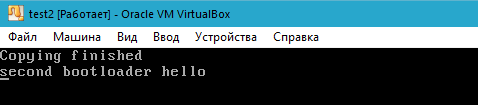 test2 [Работает] - Oracle VM VirtualBox
Файл Машина Вид Ввод Устройства Справка
Copying finished
second bootloader hello